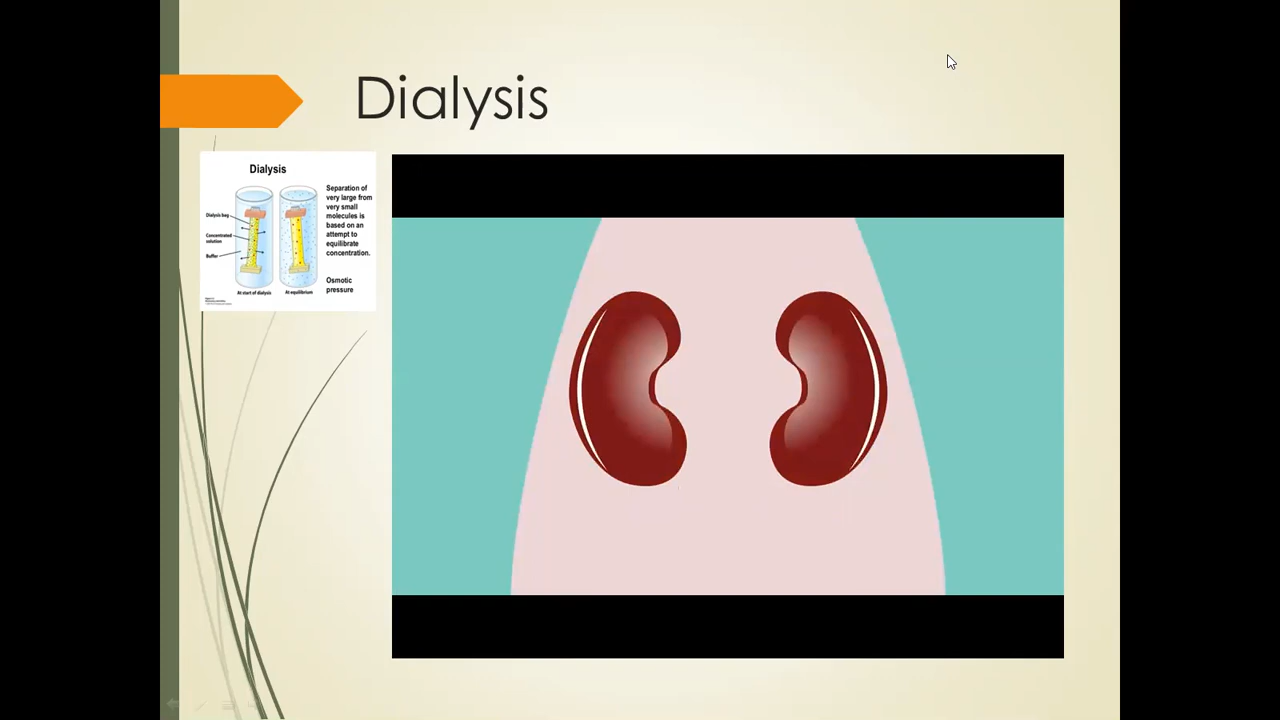 Dialysis
Dialysis
Separation of
very large from
very small
molecules is
based on an
attempt to
equilibrate
concentration.
Osmotic
pressure
Dialysis bag
Concentrated
solution
Buffer
At start of dialysis
At equilibrium